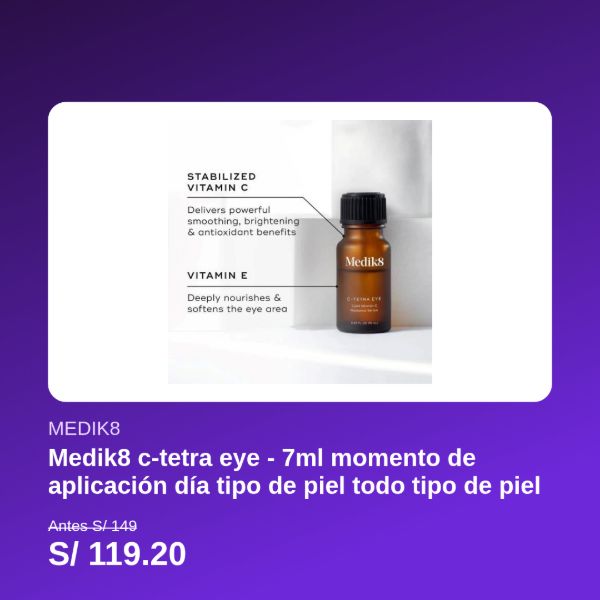 STABILIZED
VITAMIN C
Delivers powerful
smoothing, brightening
& antioxidant benefits
VITAMIN E
Deeply nourishes &
softens the eye area
Medik8
C-TETRA EYE
MEDIK8
Medik8 c-tetra eye - 7ml momento de
aplicación día tipo de piel todo tipo de piel
Antes S/ 149
S/ 119.20